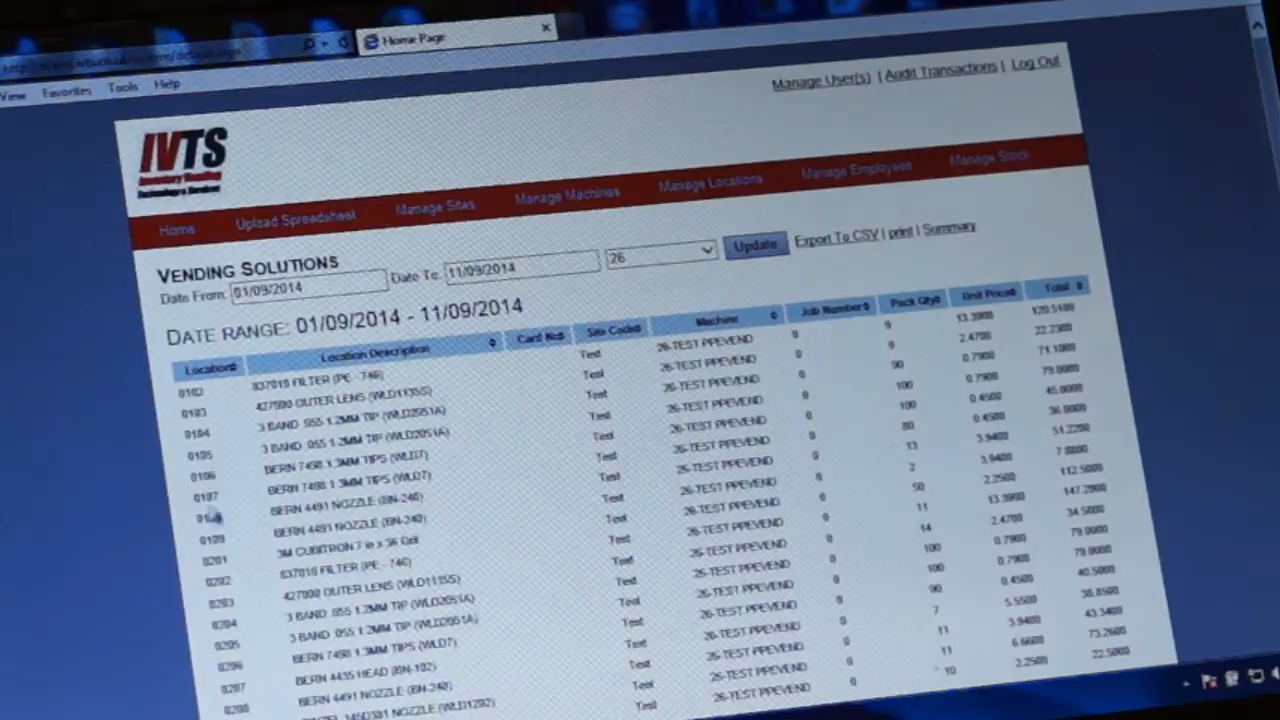 Home Page
View Favorites Tools Help
Manage User(s) | Audit Transactions | Log Out
IVTS
Technology & Services
Home Upload Spreadsheet Manage Sites Manage Machines Manage Locations Manage Employees Manage Stock
VENDING SOLUTIONS
Date From: 01/09/2014 Date To: 11/09/2014 26 Update Export To CSV | print | Summary
DATE RANGE: 01/09/2014 - 11/09/2014
Location Location Description Card No Site Code Machine Job Number Pack Qty Unit Price Total
0102 837010 FILTER (PE - 746) Test 26-TEST PPEVEND 0 9 13.3900 120.5100
0103 427000 OUTER LENS (WLD1135S) Test 26-TEST PPEVEND 0 9 2.4700 22.2300
0104 3 BAND .055 1.2MM TIP (WLD2051A) Test 26-TEST PPEVEND 0 90 0.7900 71.1000
0105 3 BAND .055 1.2MM TIP (WLD2051A) Test 26-TEST PPEVEND 0 100 0.7900 79.0000
0106 BERN 7498 1.3MM TIPS (WLD7) Test 26-TEST PPEVEND 0 100 0.4500 45.0000
0107 BERN 7498 1.3MM TIPS (WLD7) Test 26-TEST PPEVEND 0 80 0.4500 36.0000
BERN 4491 NOZZLE (BN-240) Test 26-TEST PPEVEND 0 13 3.9400 51.2200
0109 BERN 4491 NOZZLE (BN-240) Test 26-TEST PPEVEND 0 2 3.9400 7.8800
0201 3M CUBITRON 7 in x 36 Test 26-TEST PPEVEND 0 50 2.2500 112.5000
0202 837010 FILTER (PE - 746) Test 26-TEST PPEVEND 0 11 13.3900 147.2900
0203 427000 OUTER LENS (WLD1135S) Test 26-TEST PPEVEND 0 14 2.4700 34.5800
0204 3 BAND .055 1.2MM TIP (WLD2051A) Test 26-TEST PPEVEND 0 100 0.7900 79.0000
0205 3 BAND .055 1.2MM TIP (WLD2051A) Test 26-TEST PPEVEND 0 100 0.7900 79.0000
0206 BERN 7498 1.3MM TIPS (WLD7) Test 26-TEST PPEVEND 0 90 0.4500 40.5000
0207 BERN 4435 HEAD (BN-102) Test 26-TEST PPEVEND 0 7 5.5500 38.8500
0208 BERN 4491 NOZZLE (BN-240) Test 26-TEST PPEVEND 0 11 3.9400 43.3400
Test 26-TEST PPEVEND 0 11 6.6600 73.2600
Test 26-TEST PPEVEND 0 10 2.2500 22.5000